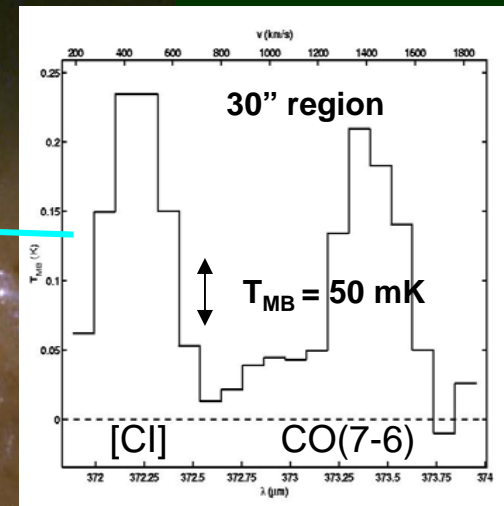 v (km/s)
200 400 600 800 1000 1200 1400 1600 1800
30” region
0.25
0.2
0.15
0.1
0.05
0
T_MB (K)
T_MB = 50 mK
[CI] CO(7-6)
372 372.25 372.5 372.75 373 373.25 373.5 373.75 374
λ (μm)